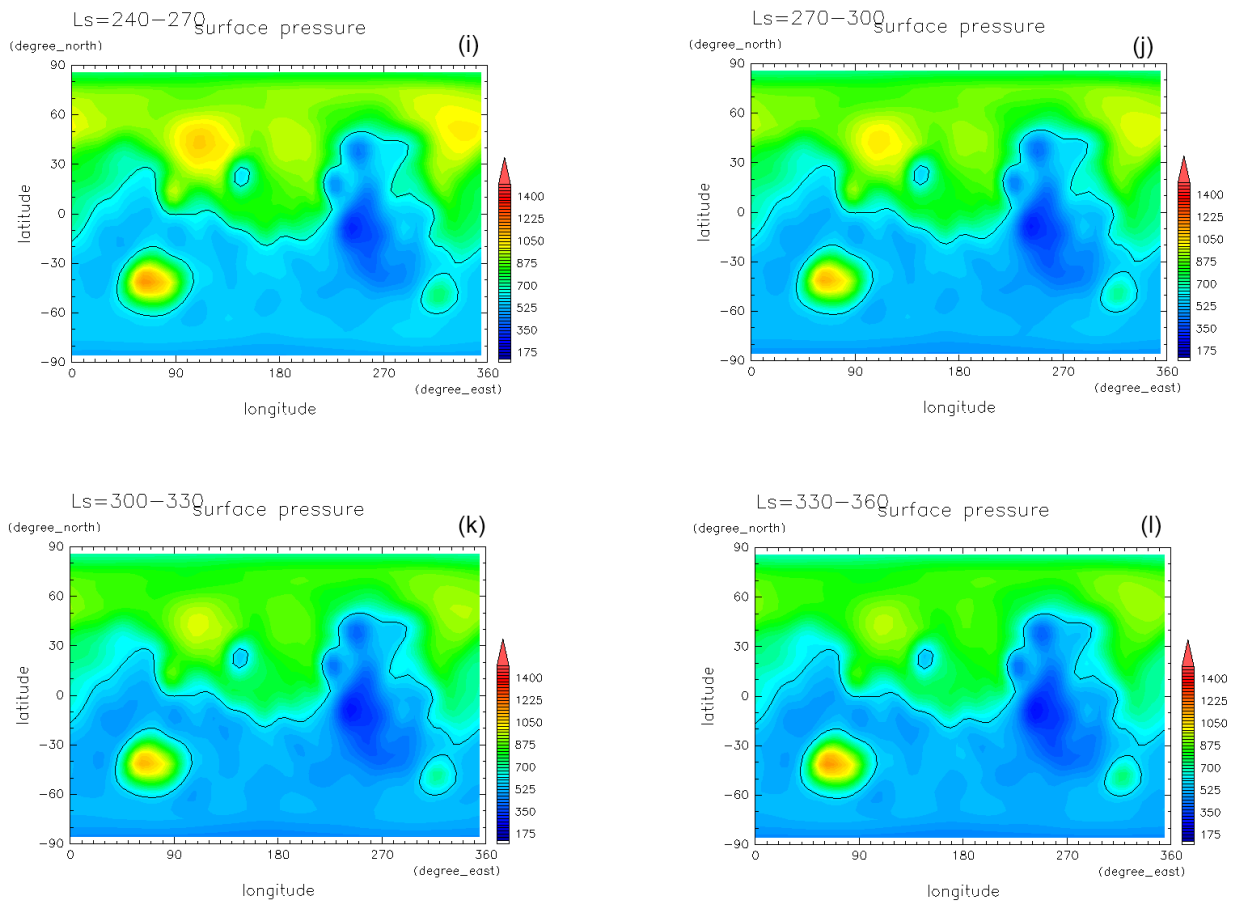 Ls=240-270
surface pressure
(i)
(degree_north)
90
60
30
0
-30
-60
-90
latitude
0 90 180 270 360
(degree_east)
longitude
1400
1225
1050
875
700
525
350
175
Ls=270-300
surface pressure
(j)
(degree_north)
90
60
30
0
-30
-60
-90
latitude
0 90 180 270 360
(degree_east)
longitude
1400
1225
1050
875
700
525
350
175
Ls=300-330
surface pressure
(k)
(degree_north)
90
60
30
0
-30
-60
-90
latitude
0 90 180 270 360
(degree_east)
longitude
1400
1225
1050
875
700
525
350
175
Ls=330-360
surface pressure
(l)
(degree_north)
90
60
30
0
-30
-60
-90
latitude
0 90 180 270 360
(degree_east)
longitude
1400
1225
1050
875
700
525
350
175